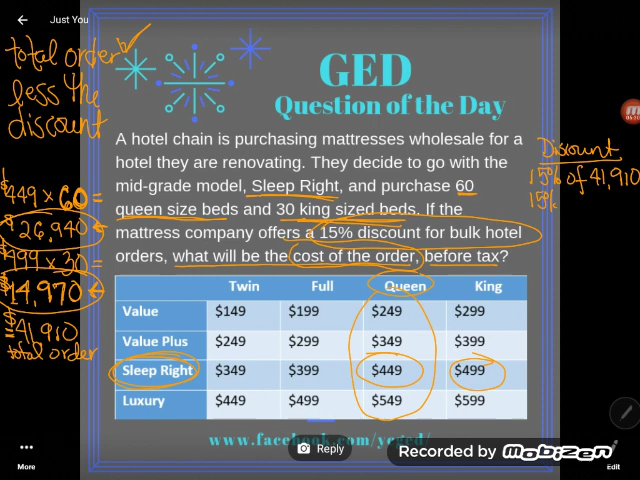 Just You
total order
less the
discount
GED
Question of the Day
A hotel chain is purchasing mattresses wholesale for a
hotel they are renovating. They decide to go with the
mid-grade model, Sleep Right, and purchase 60
queen size beds and 30 king sized beds. If the
mattress company offers a 15% discount for bulk hotel
orders, what will be the cost of the order, before tax?
$449 x 60 =
$26,940
$499 x 30 =
$14,970
=$41,910
total order
Discount
15% of 41,910
15%
Twin Full Queen King
Value $149 $199 $249 $299
Value Plus $249 $299 $349 $399
Sleep Right $349 $399 $449 $499
Luxury $449 $499 $549 $599
www.facebook.com/ycged/
More
Reply
Recorded by mobizen
Edit